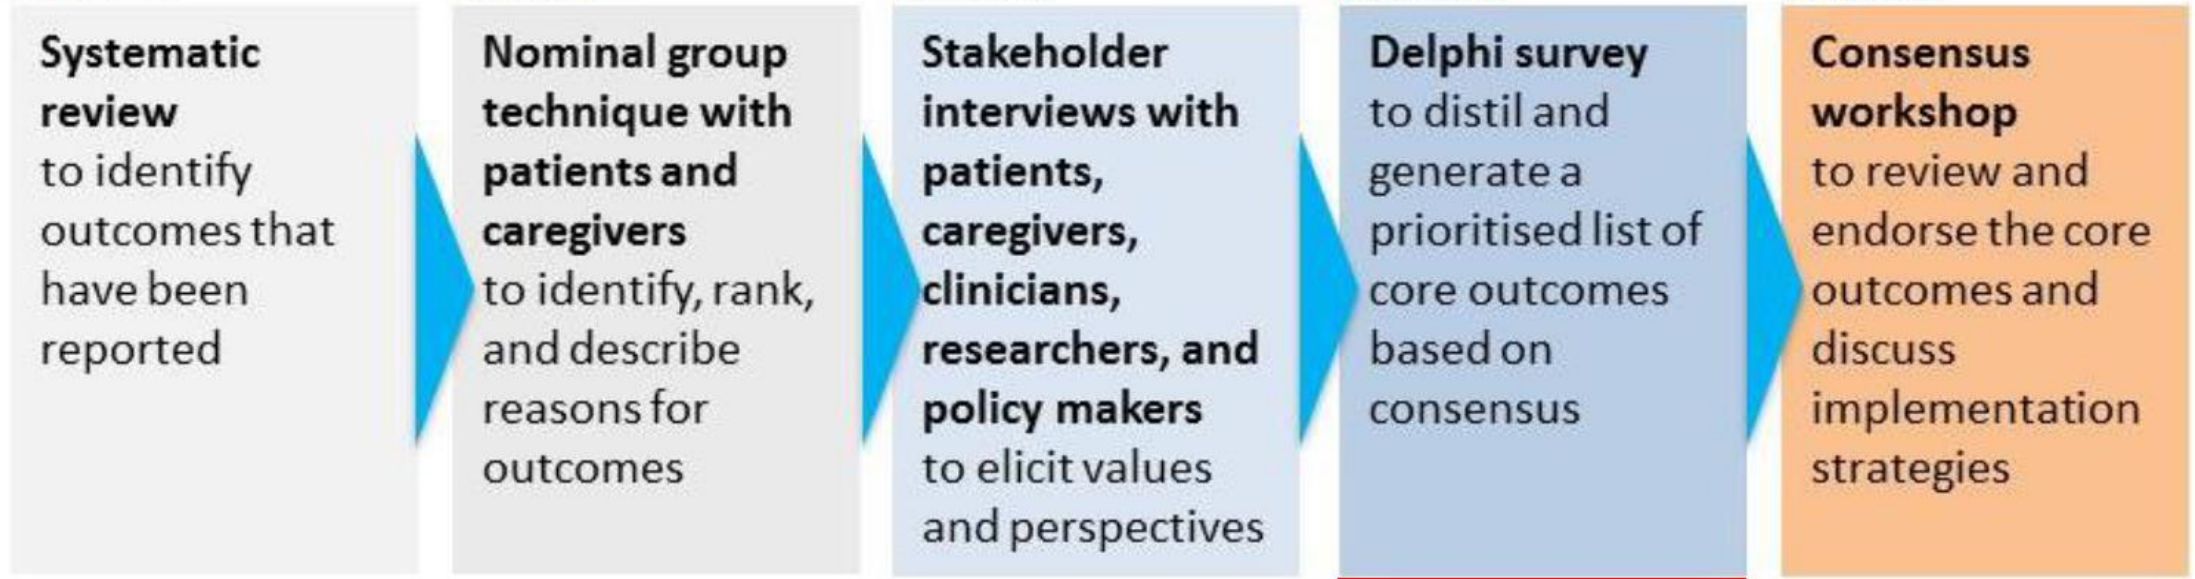 Systematic
review
to identify
outcomes that
have been
reported
Nominal group
technique with
patients and
caregivers
to identify, rank,
and describe
reasons for
outcomes
Stakeholder
interviews with
patients,
caregivers,
clinicians,
researchers, and
policy makers
to elicit values
and perspectives
Delphi survey
to distil and
generate a
prioritised list of
core outcomes
based on
consensus
Consensus
workshop
to review and
endorse the core
outcomes and
discuss
implementation
strategies